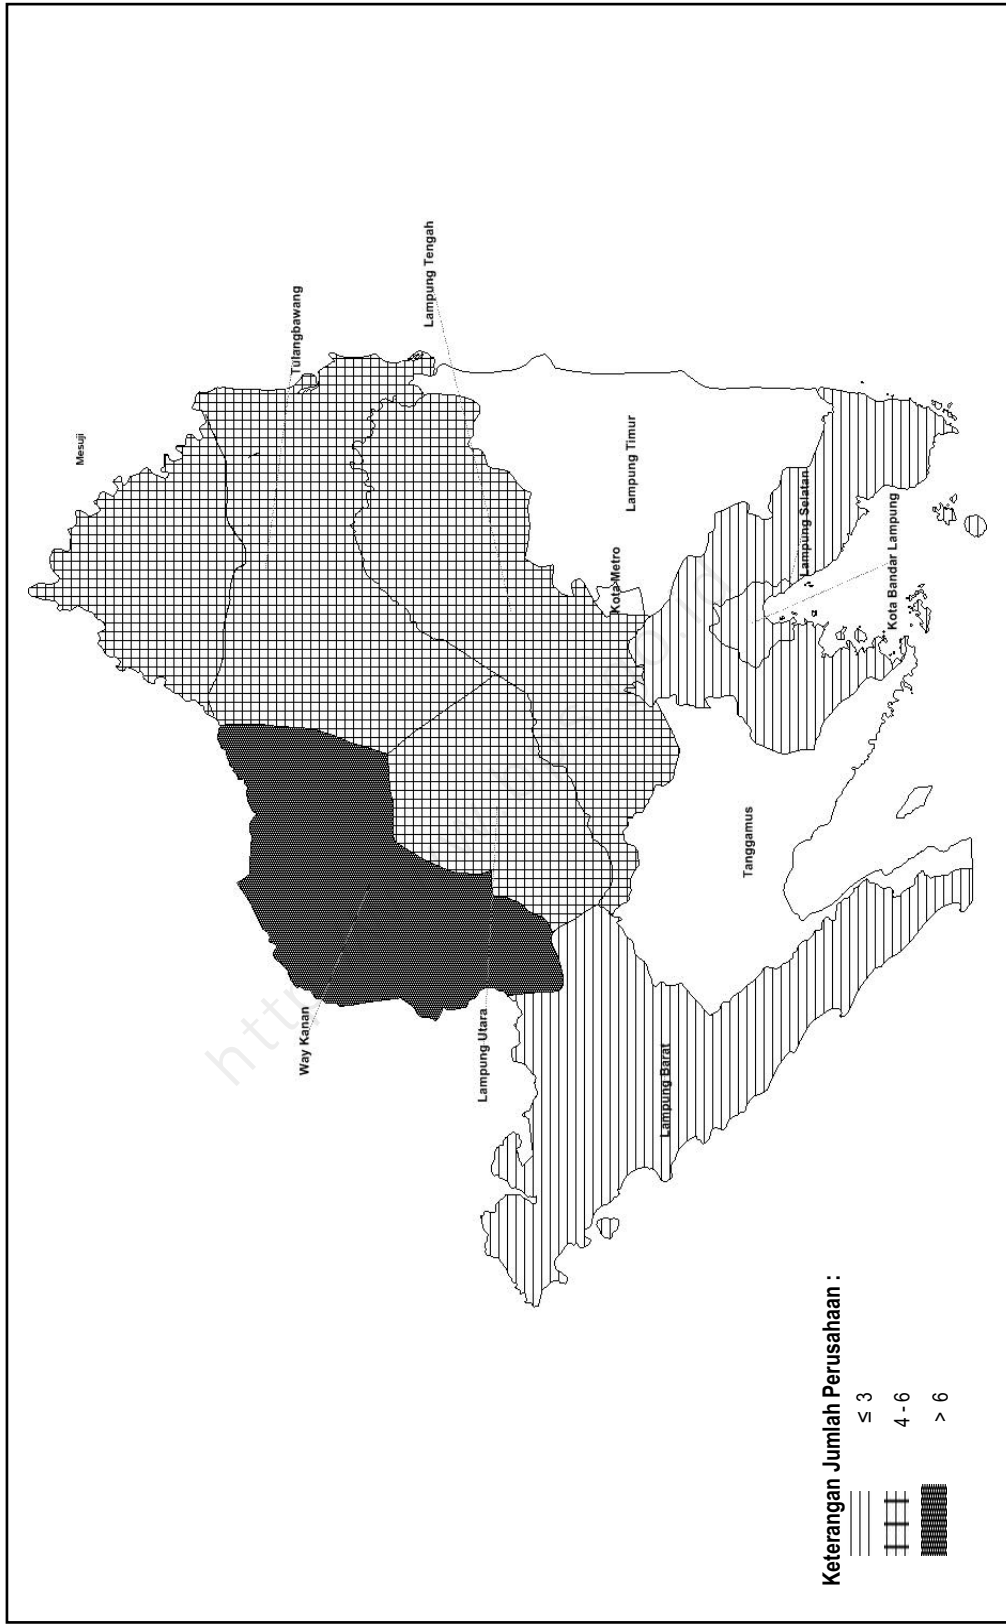 Mesuji
Tulangbawang
Lampung Tengah
Way Kanan
Lampung Utara
Lampung Timur
Kota Metro
Lampung Selatan
Kota Bandar Lampung
Tanggamus
Lampung Barat
Keterangan Jumlah Perusahaan :
≤ 3
4 - 6
> 6